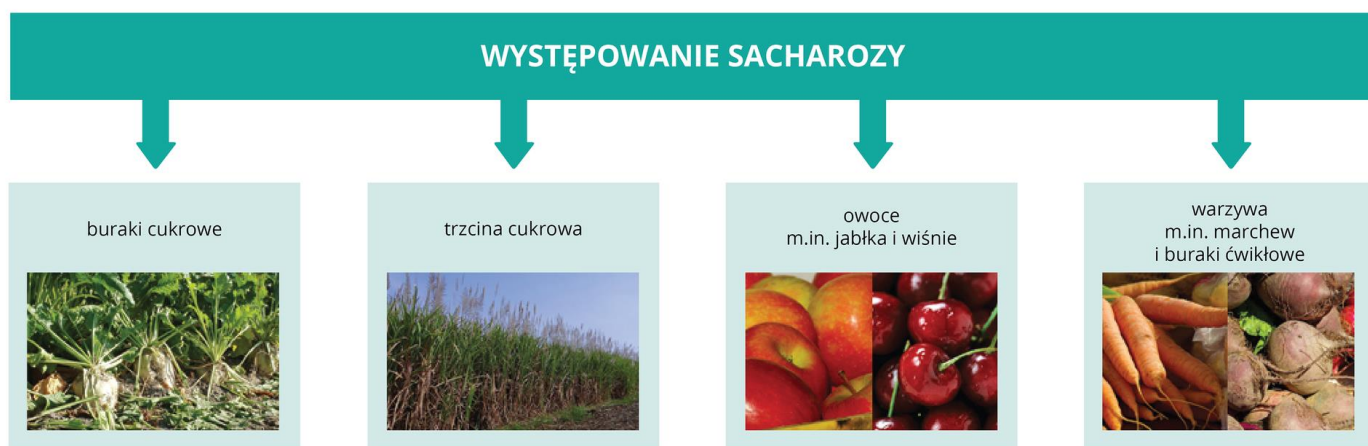 WYSTĘPOWANIE SACHAROZY
buraki cukrowe
trzcina cukrowa
owoce
m.in. jabłka i wiśnie
warzywa
m.in. marchew
i buraki ćwikłowe